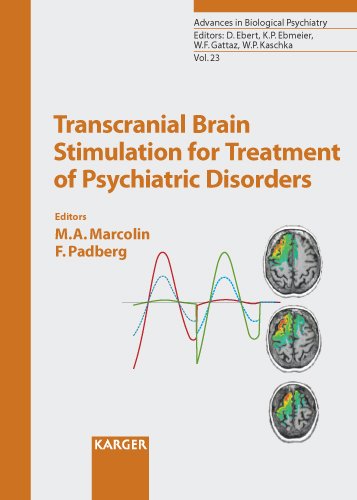 Advances in Biological Psychiatry
Editors: D. Ebert, K.P. Ebmeier,
W.F. Gattaz, W.P. Kaschka
Vol. 23
Transcranial Brain
Stimulation for Treatment
of Psychiatric Disorders
Editors
M.A. Marcolin
F. Padberg
KARGER